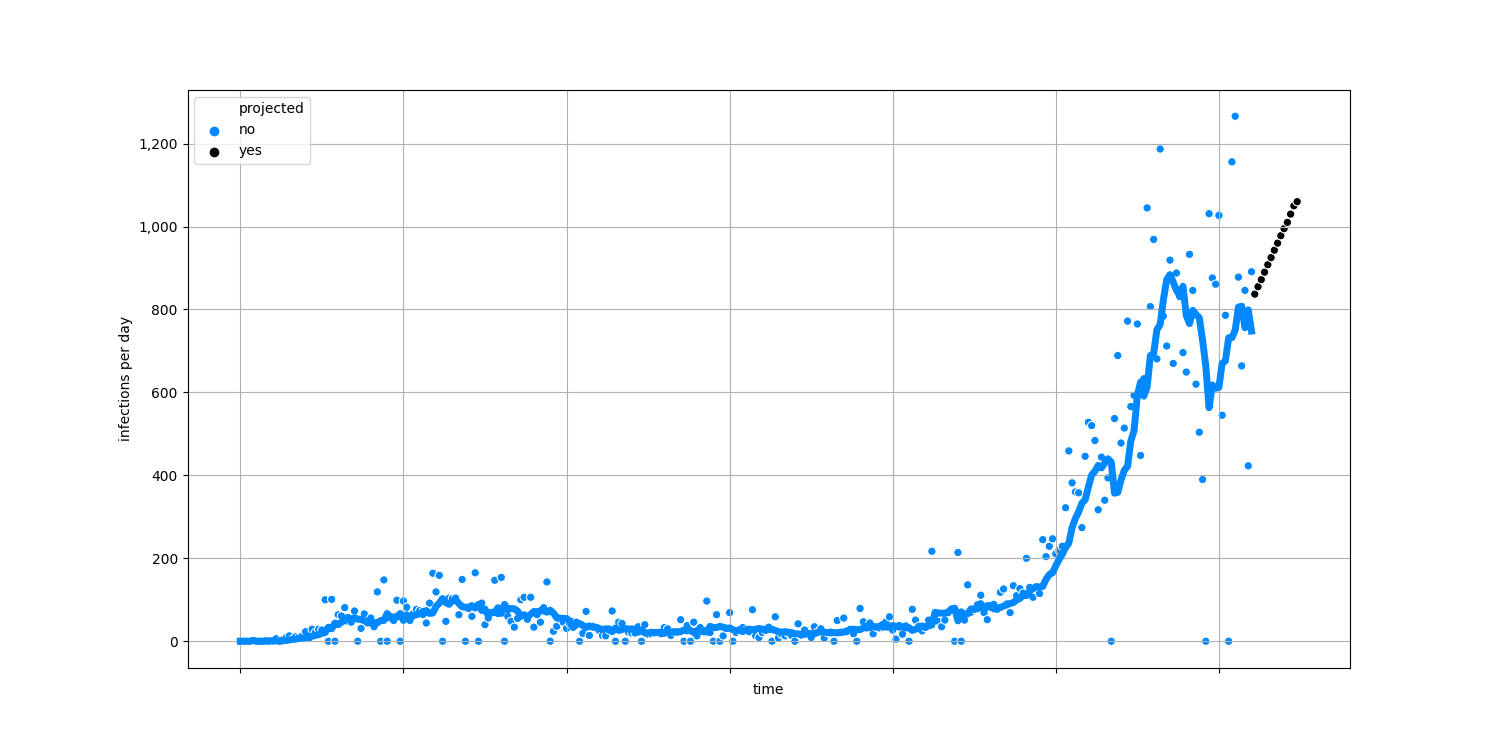 projected
no
yes
1,200
1,000
800
600
400
200
0
infections per day
time